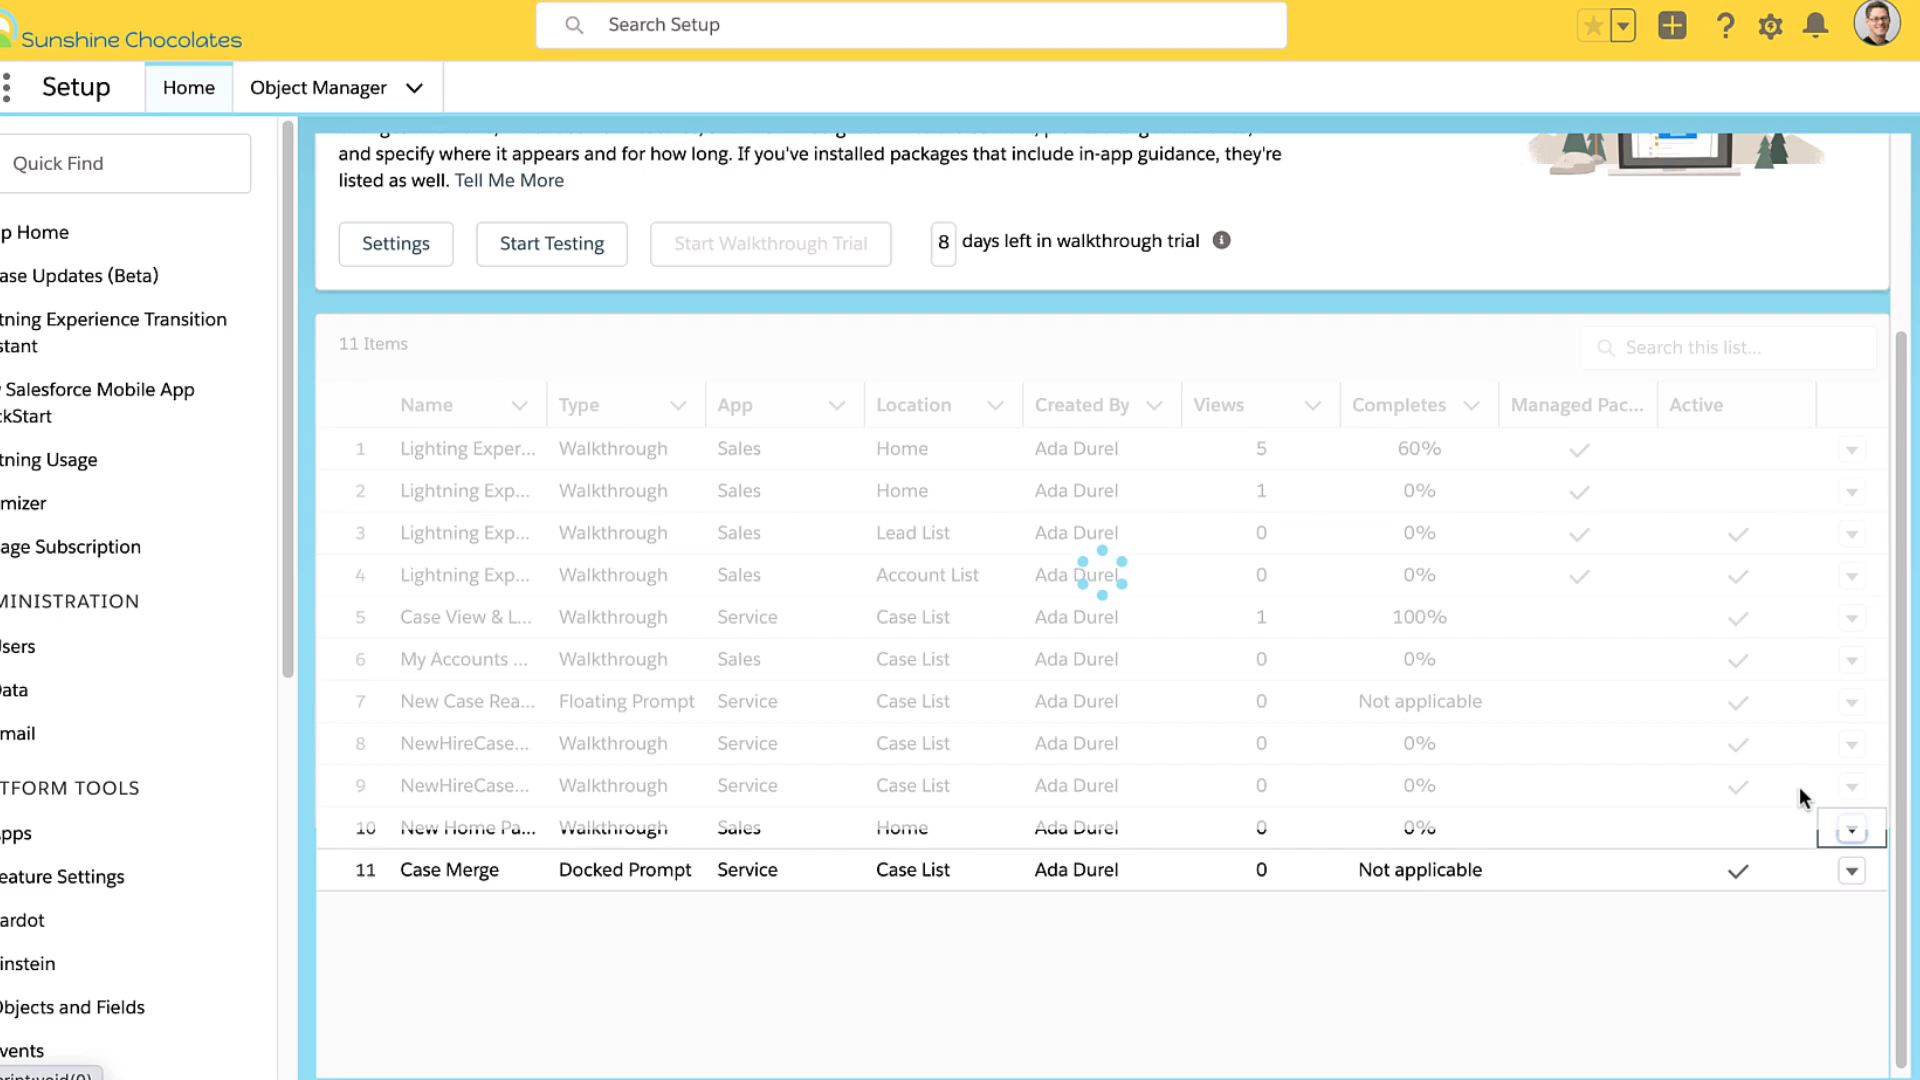 Sunshine Chocolates
Search Setup
Setup
Home
Object Manager
Quick Find
and specify where it appears and for how long. If you've installed packages that include in-app guidance, they're
listed as well. Tell Me More
Settings
Start Testing
Start Walkthrough Trial
8 days left in walkthrough trial
p Home
ase Updates (Beta)
tning Experience Transition
stant
Salesforce Mobile App
ckStart
tning Usage
mizer
age Subscription
MINISTRATION
sers
ata
mail
TFORM TOOLS
pps
eature Settings
ardot
instein
Objects and Fields
vents
11 Items
Search this list...
Name Type App Location Created By Views Completes Managed Pac... Active
1 Lighting Exper... Walkthrough Sales Home Ada Durel 5 60%
2 Lightning Exp... Walkthrough Sales Home Ada Durel 1 0%
3 Lightning Exp... Walkthrough Sales Lead List Ada Durel 0 0%
4 Lightning Exp... Walkthrough Sales Account List Ada Durel 0 0%
5 Case View & L... Walkthrough Service Case List Ada Durel 1 100%
6 My Accounts ... Walkthrough Sales Case List Ada Durel 0 0%
7 New Case Rea... Floating Prompt Service Case List Ada Durel 0 Not applicable
8 NewHireCase... Walkthrough Service Case List Ada Durel 0 0%
9 NewHireCase... Walkthrough Service Case List Ada Durel 0 0%
10 New Home Pa... Walkthrough Sales Home Ada Durel 0 0%
11 Case Merge Docked Prompt Service Case List Ada Durel 0 Not applicable